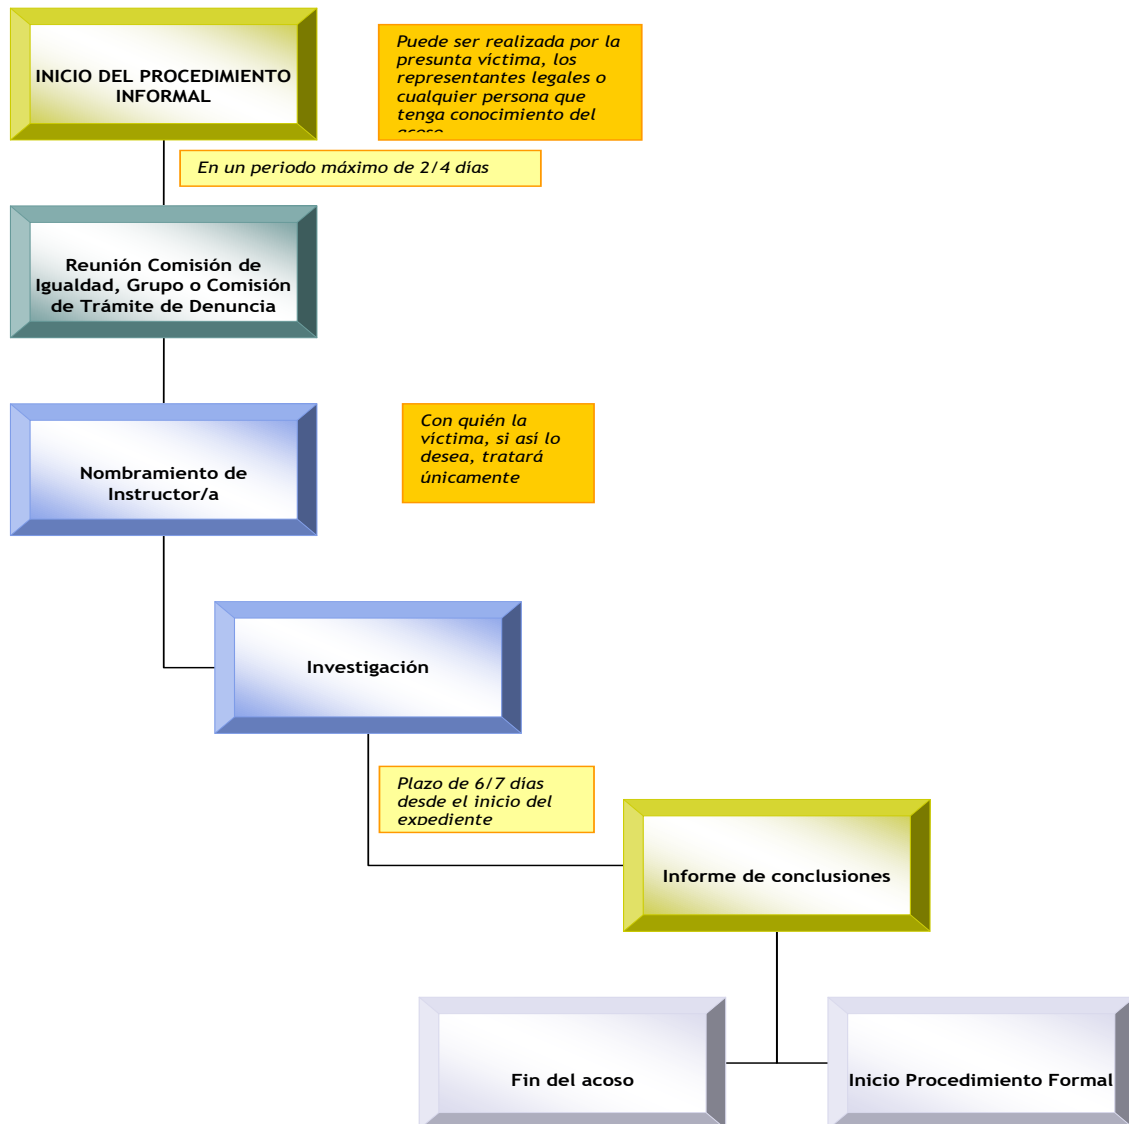 INICIO DEL PROCEDIMIENTO
INFORMAL
Puede ser realizada por la
presunta víctima, los
representantes legales o
cualquier persona que
tenga conocimiento del
acoso
En un periodo máximo de 2/4 días
Reunión Comisión de
Igualdad, Grupo o Comisión
de Trámite de Denuncia
Nombramiento de
Instructor/a
Con quién la
víctima, si así lo
desea, tratará
únicamente
Investigación
Plazo de 6/7 días
desde el inicio del
expediente
Informe de conclusiones
Fin del acoso
Inicio Procedimiento Formal